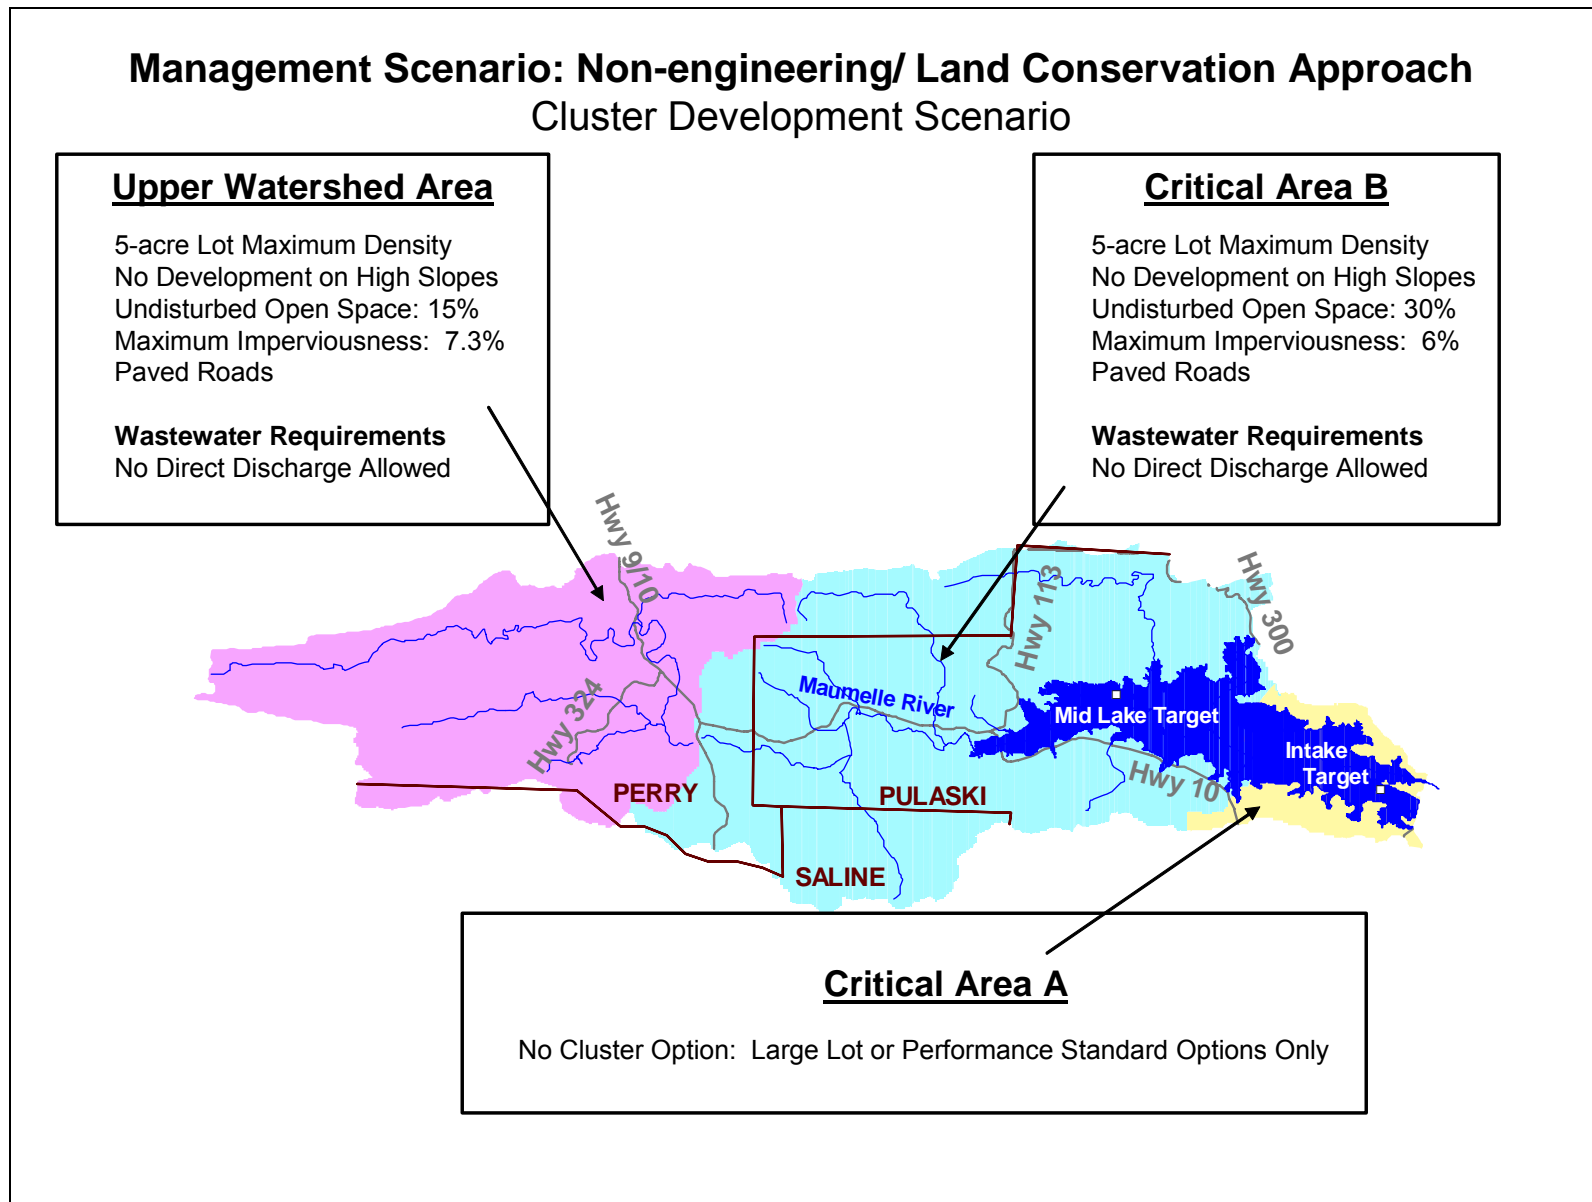 Management Scenario: Non-engineering/ Land Conservation Approach
Cluster Development Scenario
Upper Watershed Area
5-acre Lot Maximum Density
No Development on High Slopes
Undisturbed Open Space: 15%
Maximum Imperviousness: 7.3%
Paved Roads
Wastewater Requirements
No Direct Discharge Allowed
Critical Area B
5-acre Lot Maximum Density
No Development on High Slopes
Undisturbed Open Space: 30%
Maximum Imperviousness: 6%
Paved Roads
Wastewater Requirements
No Direct Discharge Allowed
Hwy 9/10
Hwy 113
Hwy 300
Hwy 324
Maumelle River
Mid Lake Target
Intake
Target
Hwy 10
PERRY
PULASKI
SALINE
Critical Area A
No Cluster Option: Large Lot or Performance Standard Options Only